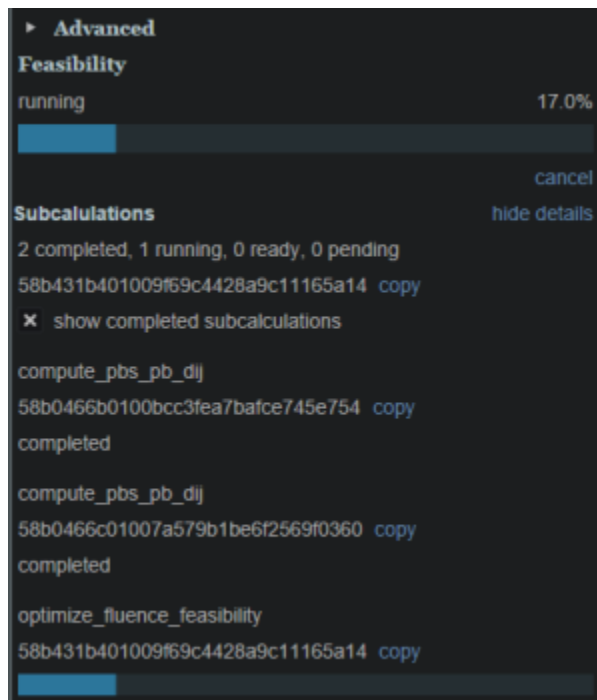 Advanced
Feasibility
running 17.0%
cancel
Subcalulations hide details
2 completed, 1 running, 0 ready, 0 pending
58b431b401009f69c4428a9c11165a14 copy
show completed subcalculations
compute_pbs_pb_dij
58b0466b0100bcc3fea7bafce745e754 copy
completed
compute_pbs_pb_dij
58b0466c01007a579b1be6f2569f0360 copy
completed
optimize_fluence_feasibility
58b431b401009f69c4428a9c11165a14 copy